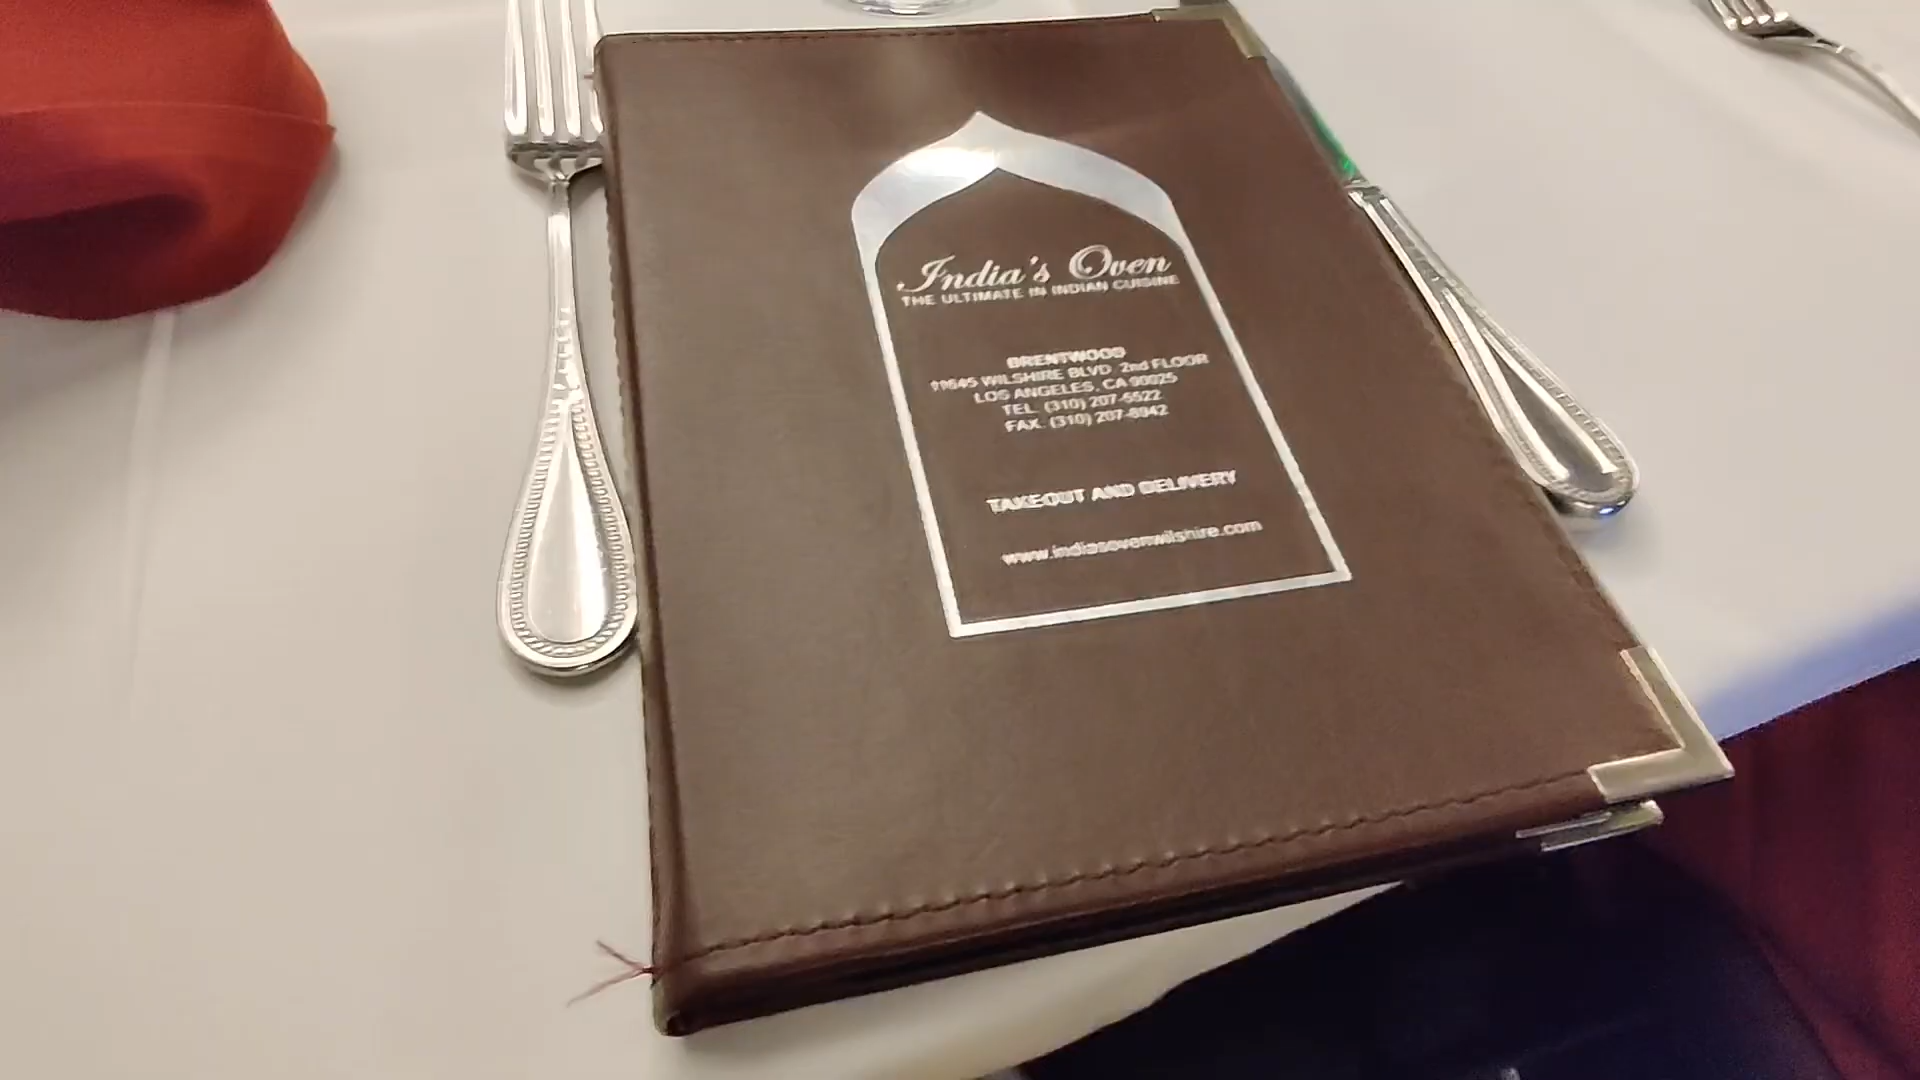 India's Oven
THE ULTIMATE IN INDIAN CUISINE
BRENTWOOD
11645 WILSHIRE BLVD 2nd FLOOR
LOS ANGELES, CA 90025
TEL. (310) 207-5522
FAX. (310) 207-8942
TAKEOUT AND DELIVERY
www.indiasovenwilshire.com